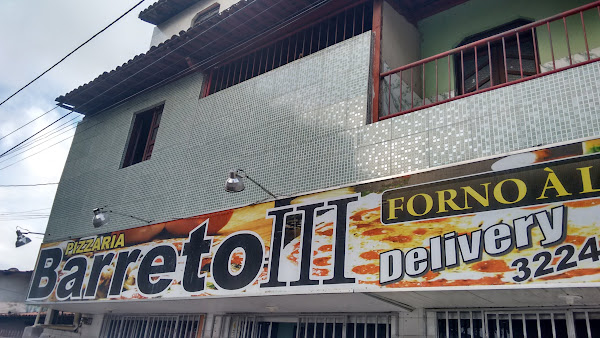 PIZZARIA
Barreto III
FORNO À L
Delivery
3224